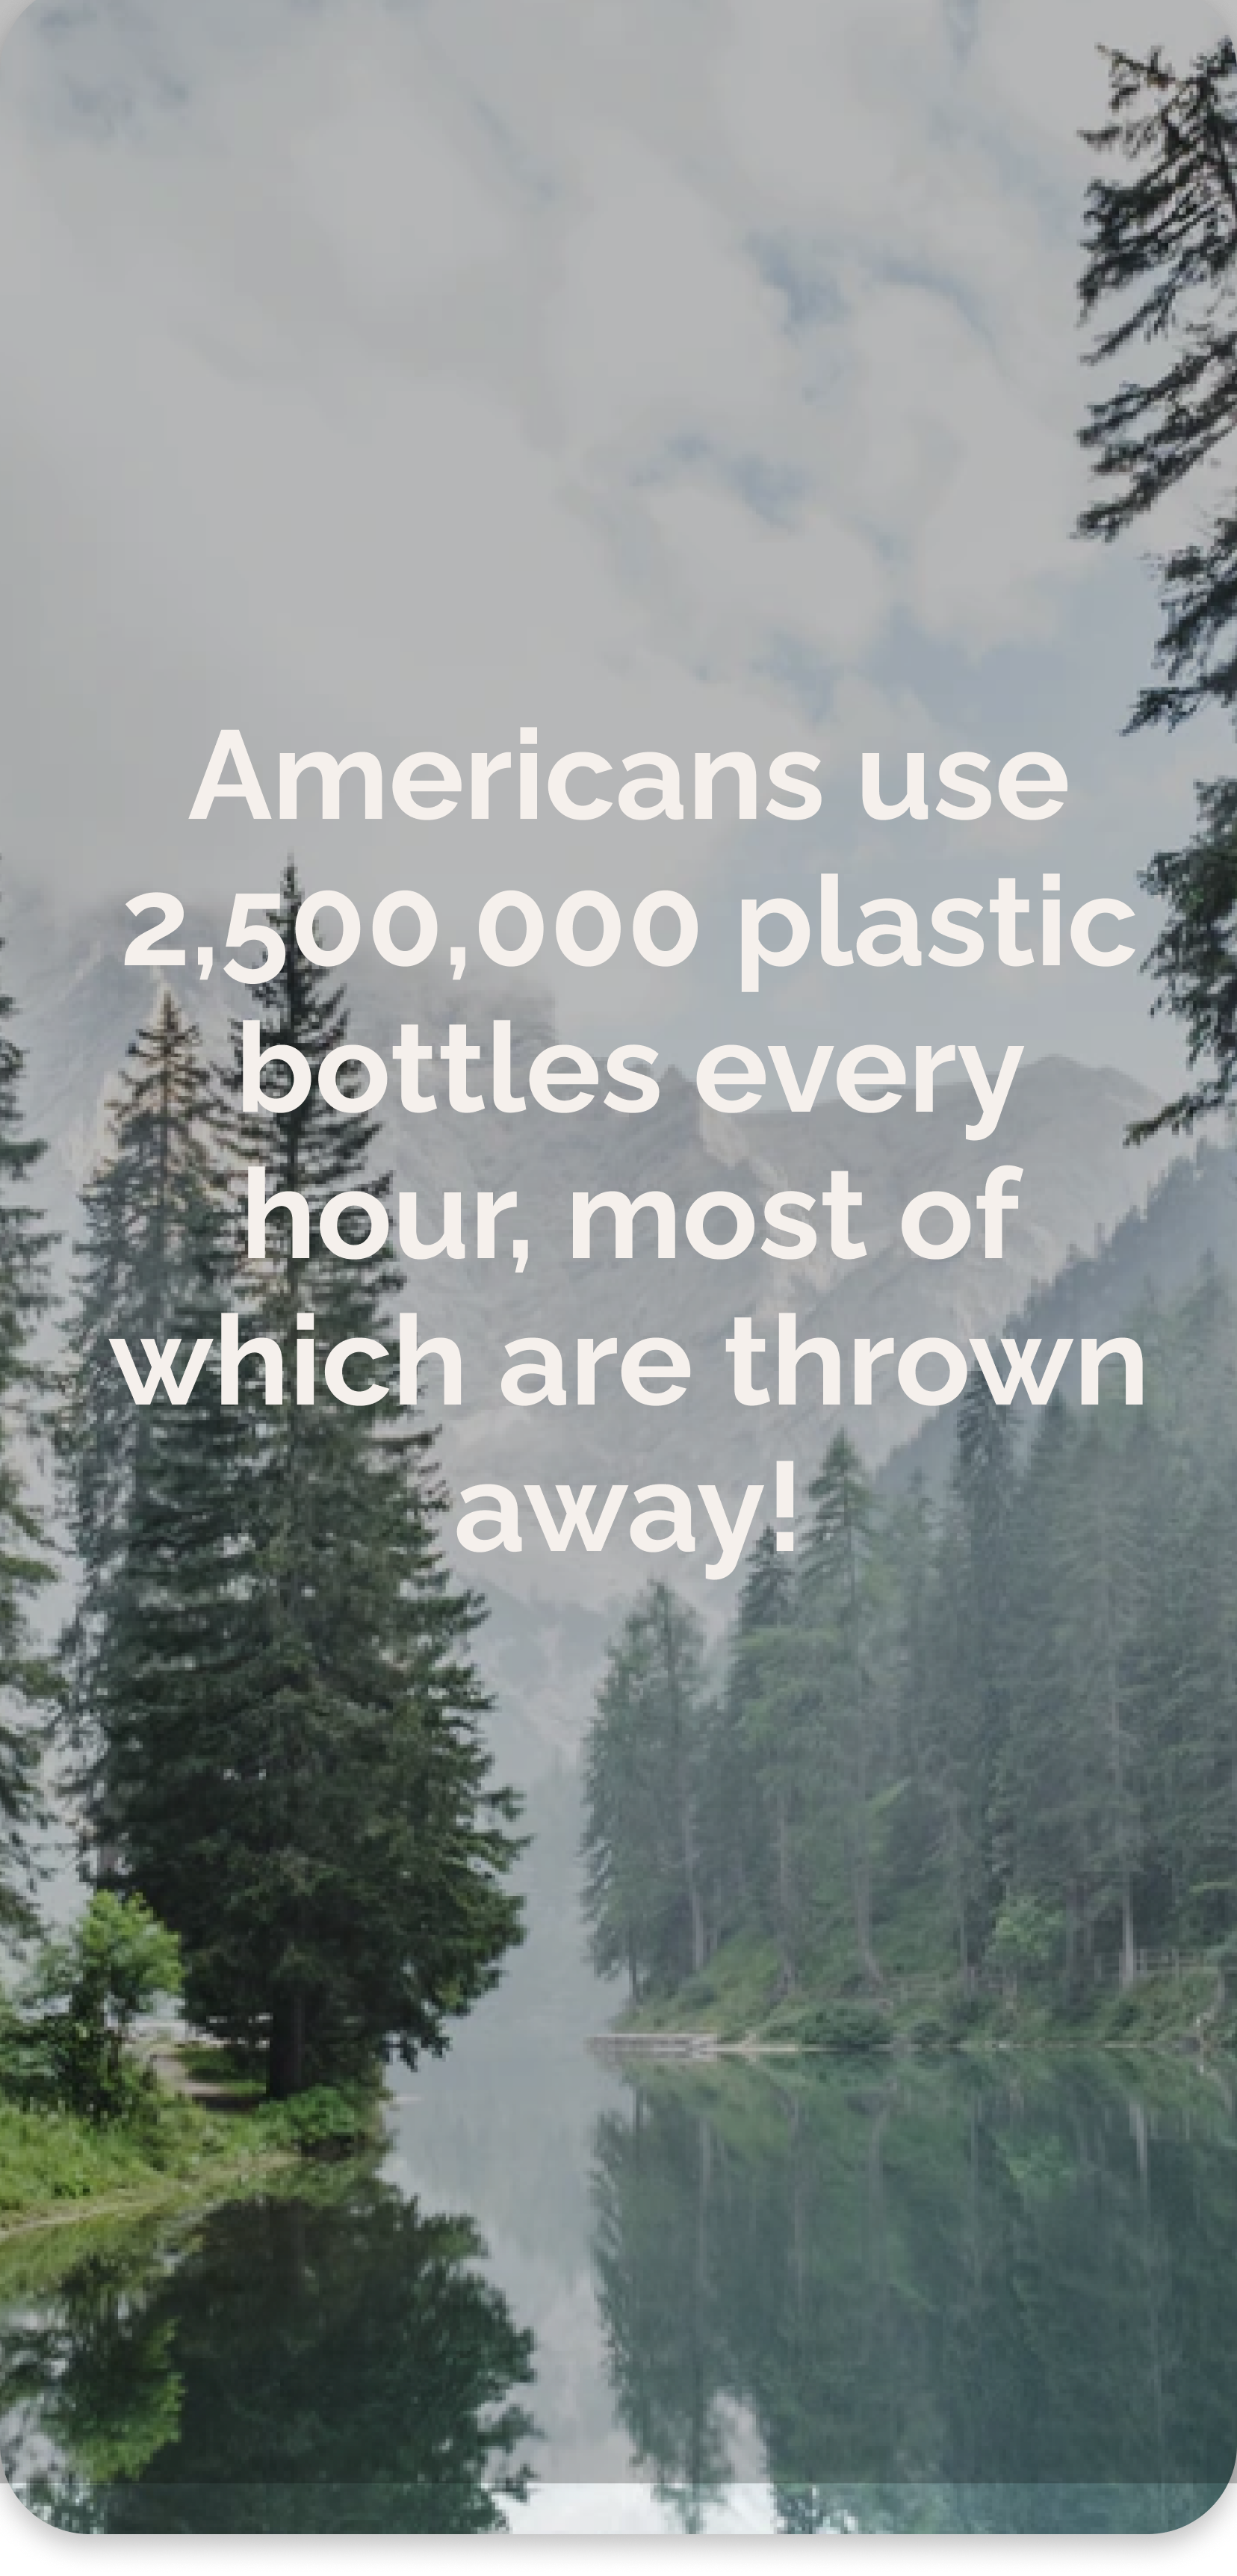 Americans use
2,500,000 plastic
bottles every
hour, most of
which are thrown
away!